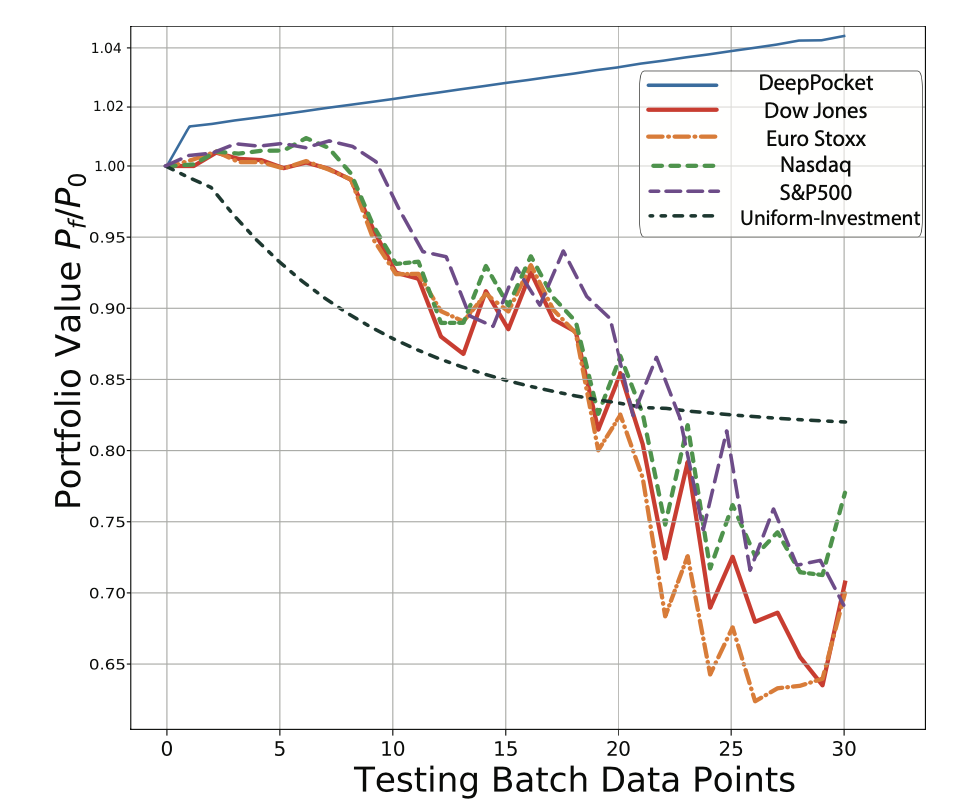 Portfolio Value P_f/P_0
1.04
1.02
1.00
0.95
0.90
0.85
0.80
0.75
0.70
0.65
DeepPocket
Dow Jones
Euro Stoxx
Nasdaq
S&P500
Uniform-Investment
0 5 10 15 20 25 30
Testing Batch Data Points